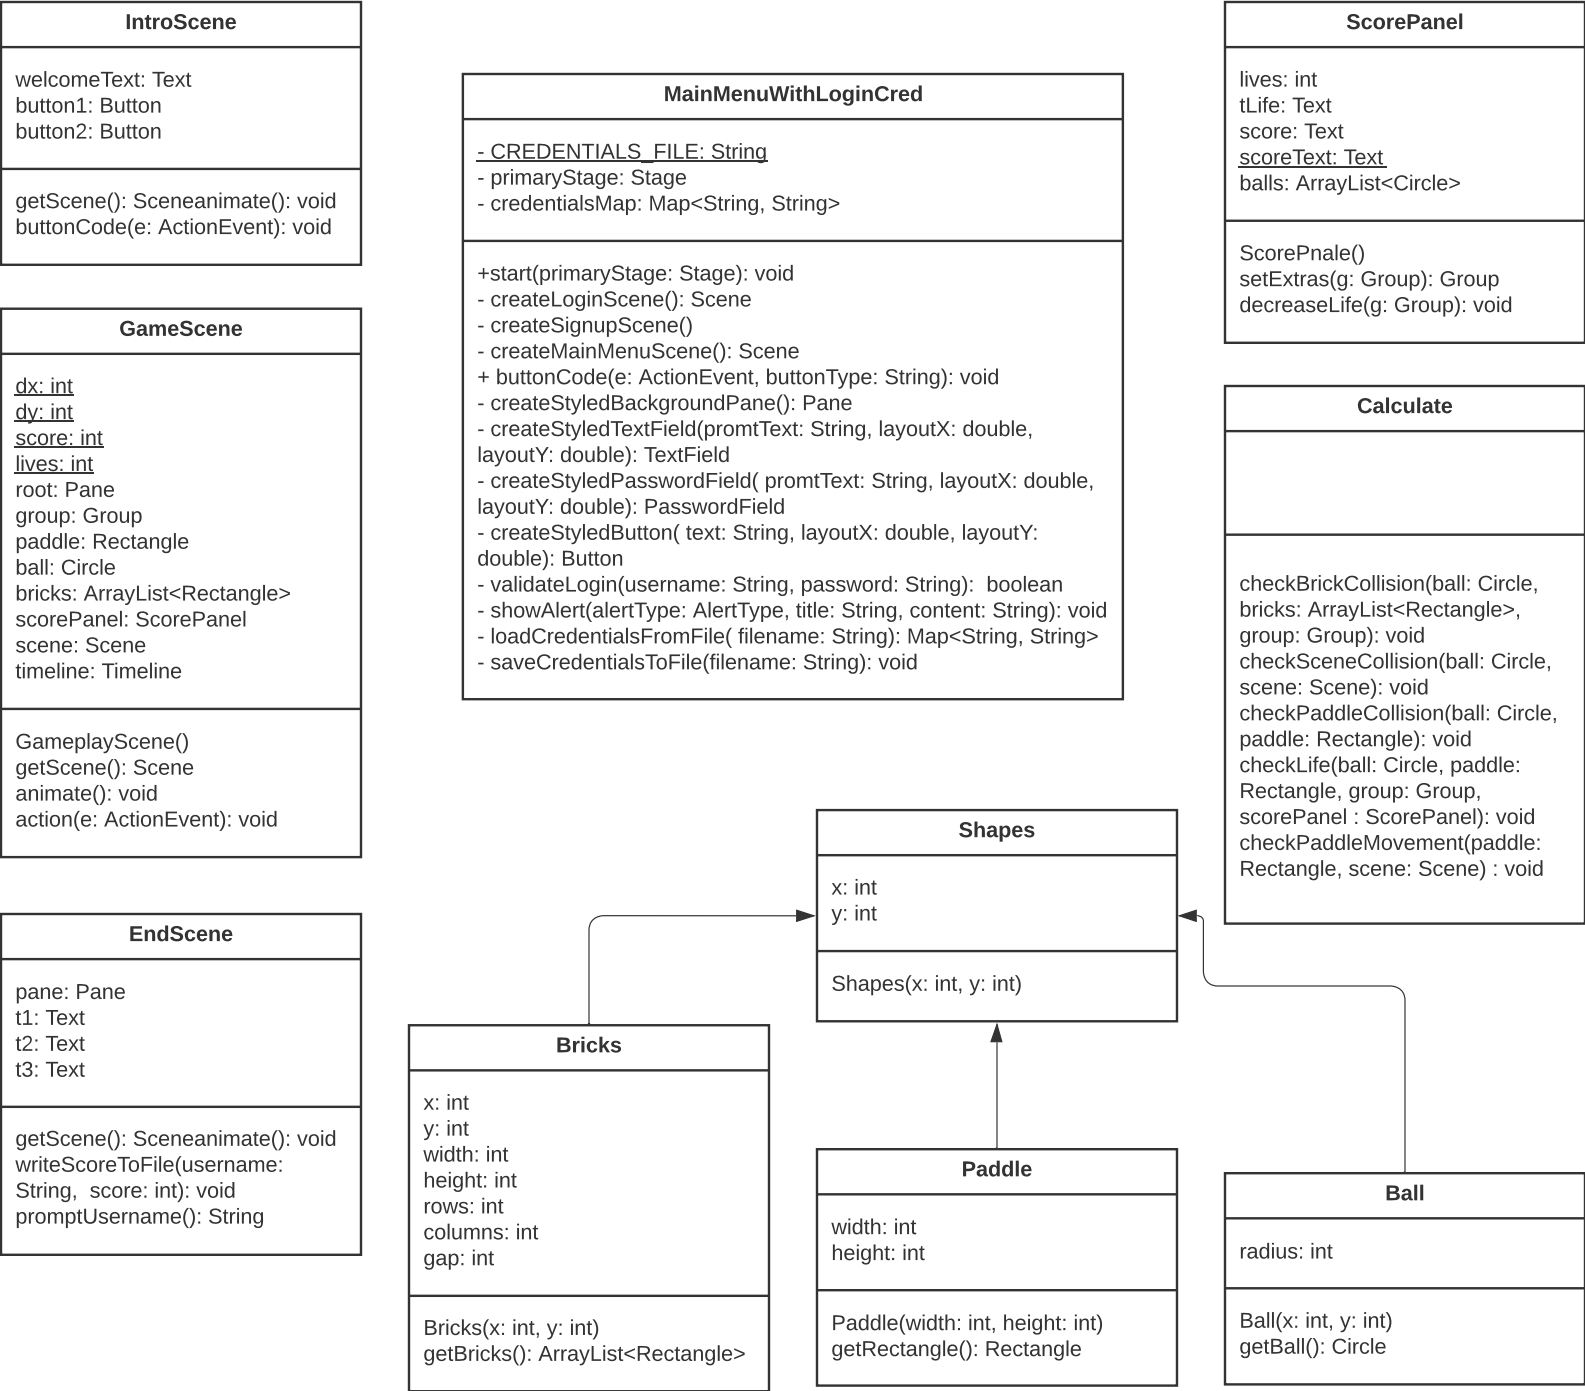 IntroScene
welcomeText: Text
button1: Button
button2: Button
getScene(): Sceneanimate(): void
buttonCode(e: ActionEvent): void
GameScene
dx: int
dy: int
score: int
lives: int
root: Pane
group: Group
paddle: Rectangle
ball: Circle
bricks: ArrayList<Rectangle>
scorePanel: ScorePanel
scene: Scene
timeline: Timeline
GameplayScene()
getScene(): Scene
animate(): void
action(e: ActionEvent): void
EndScene
pane: Pane
t1: Text
t2: Text
t3: Text
getScene(): Sceneanimate(): void
writeScoreToFile(username:
String,  score: int): void
promptUsername(): String
MainMenuWithLoginCred
- CREDENTIALS_FILE: String
- primaryStage: Stage
- credentialsMap: Map<String, String>
+start(primaryStage: Stage): void
- createLoginScene(): Scene
- createSignupScene()
- createMainMenuScene(): Scene
+ buttonCode(e: ActionEvent, buttonType: String): void
- createStyledBackgroundPane(): Pane
- createStyledTextField(promtText: String, layoutX: double,
layoutY: double): TextField
- createStyledPasswordField( promtText: String, layoutX: double,
layoutY: double): PasswordField
- createStyledButton( text: String, layoutX: double, layoutY:
double): Button
- validateLogin(username: String, password: String):  boolean
- showAlert(alertType: AlertType, title: String, content: String): void
- loadCredentialsFromFile( filename: String): Map<String, String>
- saveCredentialsToFile(filename: String): void
ScorePanel
lives: int
tLife: Text
score: Text
scoreText: Text
balls: ArrayList<Circle>
ScorePnale()
setExtras(g: Group): Group
decreaseLife(g: Group): void
Calculate
checkBrickCollision(ball: Circle,
bricks: ArrayList<Rectangle>,
group: Group): void
checkSceneCollision(ball: Circle,
scene: Scene): void
checkPaddleCollision(ball: Circle,
paddle: Rectangle): void
checkLife(ball: Circle, paddle:
Rectangle, group: Group,
scorePanel : ScorePanel): void
checkPaddleMovement(paddle:
Rectangle, scene: Scene) : void
Shapes
x: int
y: int
Shapes(x: int, y: int)
Bricks
x: int
y: int
width: int
height: int
rows: int
columns: int
gap: int
Bricks(x: int, y: int)
getBricks(): ArrayList<Rectangle>
Paddle
width: int
height: int
Paddle(width: int, height: int)
getRectangle(): Rectangle
Ball
radius: int
Ball(x: int, y: int)
getBall(): Circle